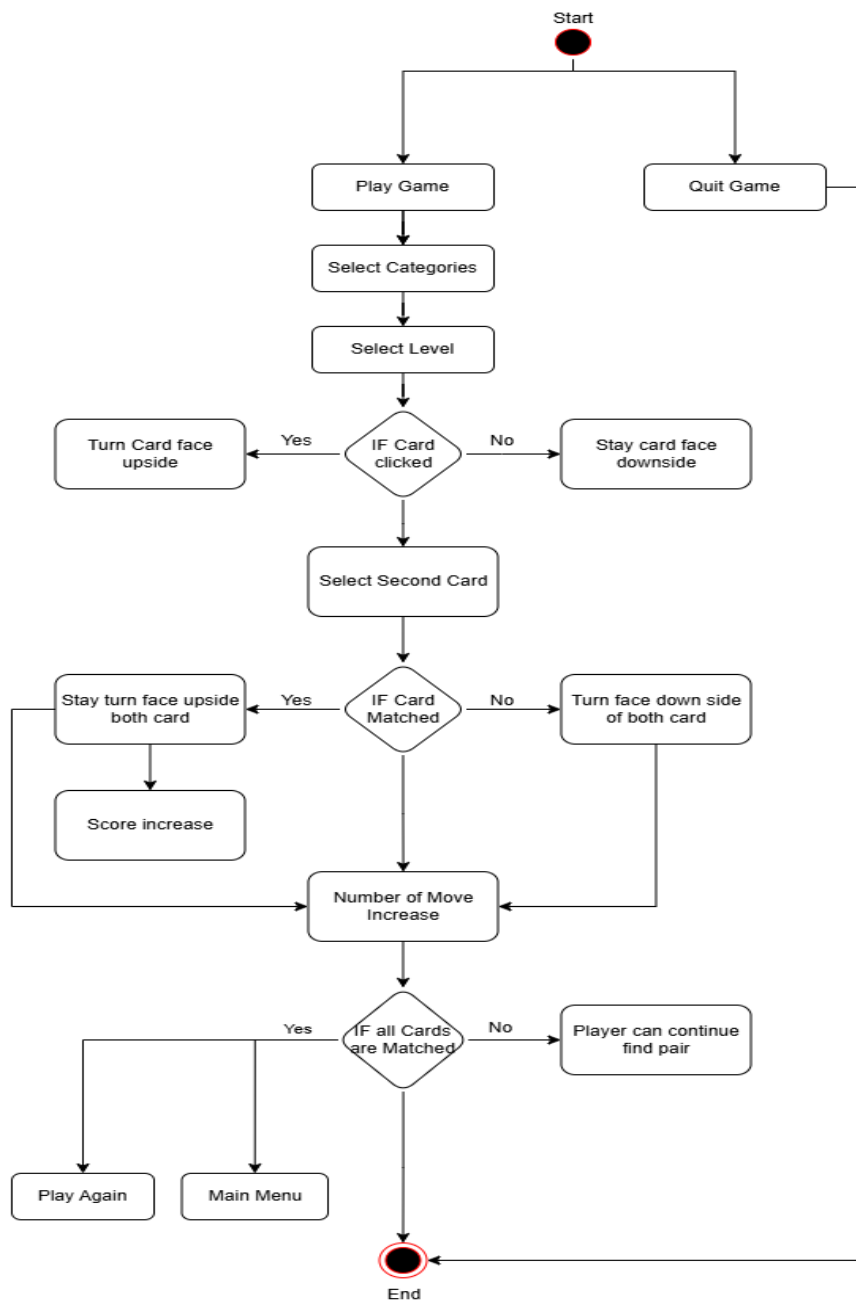 Start
Play Game
Quit Game
Select Categories
Select Level
Turn Card face
upside
Yes
IF Card
clicked
No
Stay card face
downside
Select Second Card
Stay turn face upside
both card
Yes
IF Card
Matched
No
Turn face down side
of both card
Score increase
Number of Move
Increase
Yes
IF all Cards
are Matched
No
Player can continue
find pair
Play Again
Main Menu
End